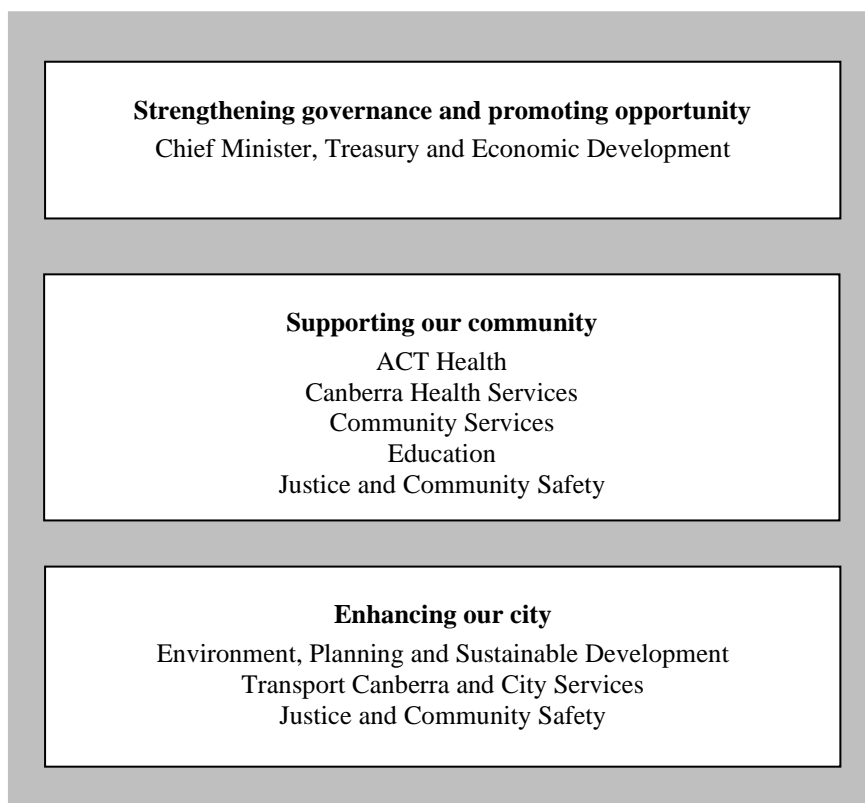 Strengthening governance and promoting opportunity
Chief Minister, Treasury and Economic Development
Supporting our community
ACT Health
Canberra Health Services
Community Services
Education
Justice and Community Safety
Enhancing our city
Environment, Planning and Sustainable Development
Transport Canberra and City Services
Justice and Community Safety